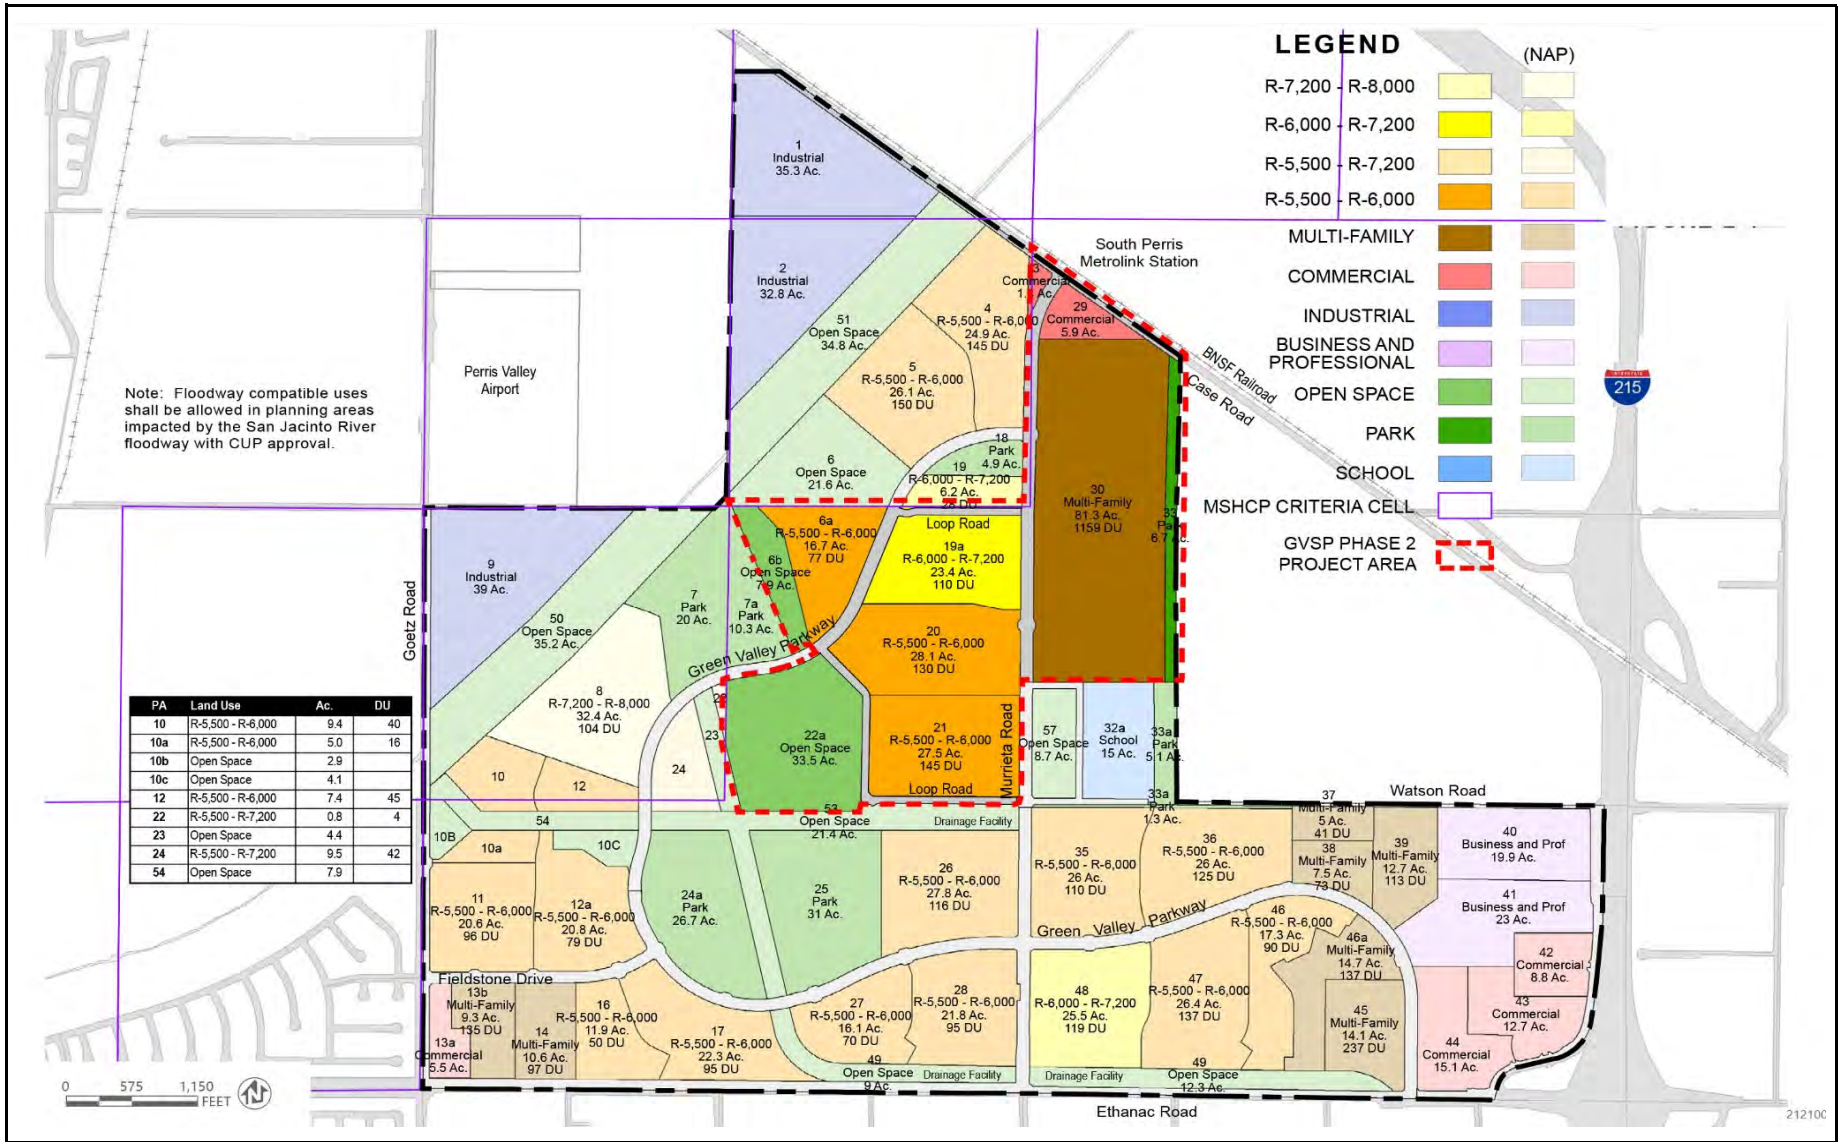 LEGEND
(NAP)
R-7,200 - R-8,000
R-6,000 - R-7,200
R-5,500 - R-7,200
R-5,500 - R-6,000
MULTI-FAMILY
COMMERCIAL
INDUSTRIAL
BUSINESS AND
PROFESSIONAL
OPEN SPACE
PARK
SCHOOL
MSHCP CRITERIA CELL
GVSP PHASE 2
PROJECT AREA
INTERSTATE
215
1
Industrial
35.3 Ac.
2
Industrial
32.8 Ac.
51
Open Space
34.8 Ac.
4
R-5,500 - R-6,000
24.9 Ac.
145 DU
5
R-5,500 - R-6,000
26.1 Ac.
150 DU
6
Open Space
21.6 Ac.
18
Park
4.9 Ac.
19
R-6,000 - R-7,200
6.2 Ac.
28 DU
South Perris
Metrolink Station
3
Commercial
Ac.
29
Commercial
5.9 Ac.
BNSF Railroad
Case Road
Perris Valley
Airport
Note: Floodway compatible uses
shall be allowed in planning areas
impacted by the San Jacinto River
floodway with CUP approval.
30
Multi-Family
81.3 Ac.
1159 DU
33
Park
6.7 Ac.
6a
R-5,500 - R-6,000
16.7 Ac.
77 DU
6b
Open Space
7.9 Ac.
Loop Road
19a
R-6,000 - R-7,200
23.4 Ac.
110 DU
9
Industrial
39 Ac.
Goetz Road
50
Open Space
35.2 Ac.
7
Park
20 Ac.
7a
Park
10.3 Ac.
Green Valley Parkway
20
R-5,500 - R-6,000
28.1 Ac.
130 DU
8
R-7,200 - R-8,000
32.4 Ac.
104 DU
22
23
24
22a
Open Space
33.5 Ac.
21
R-5,500 - R-6,000
27.5 Ac.
145 DU
Loop Road
Murrieta Road
57
Open Space
8.7 Ac.
32a
School
15 Ac.
33a
Park
5.1 Ac.
33a
Park
1.3 Ac.
PA Land Use Ac. DU
10 R-5,500 - R-6,000 9.4 40
10a R-5,500 - R-6,000 5.0 16
10b Open Space 2.9
10c Open Space 4.1
12 R-5,500 - R-6,000 7.4 45
22 R-5,500 - R-7,200 0.8 4
23 Open Space 4.4
24 R-5,500 - R-7,200 9.5 42
54 Open Space 7.9
10
12
54
10B
10a
10C
53
Open Space
21.4 Ac.
Drainage Facility
Watson Road
11
R-5,500 - R-6,000
20.6 Ac.
96 DU
12a
R-5,500 - R-6,000
20.8 Ac.
79 DU
24a
Park
26.7 Ac.
25
Park
31 Ac.
26
R-5,500 - R-6,000
27.8 Ac.
116 DU
35
R-5,500 - R-6,000
26 Ac.
110 DU
36
R-5,500 - R-6,000
26 Ac.
125 DU
37
Multi-Family
5 Ac.
41 DU
38
Multi-Family
7.5 Ac.
73 DU
39
Multi-Family
12.7 Ac.
113 DU
40
Business and Prof
19.9 Ac.
41
Business and Prof
23 Ac.
Green Valley Parkway
46
R-5,500 - R-6,000
17.3 Ac.
90 DU
46a
Multi-Family
14.7 Ac.
137 DU
42
Commercial
8.8 Ac.
Fieldstone Drive
13b
Multi-Family
9.3 Ac.
135 DU
13a
Commercial
5.5 Ac.
14
Multi-Family
10.6 Ac.
97 DU
16
R-5,500 - R-6,000
11.9 Ac.
50 DU
17
R-5,500 - R-6,000
22.3 Ac.
95 DU
27
R-5,500 - R-6,000
16.1 Ac.
70 DU
28
R-5,500 - R-6,000
21.8 Ac.
95 DU
48
R-6,000 - R-7,200
25.5 Ac.
119 DU
47
R-5,500 - R-6,000
26.4 Ac.
137 DU
45
Multi-Family
14.1 Ac.
237 DU
43
Commercial
12.7 Ac.
44
Commercial
15.1 Ac.
49
Open Space
9 Ac.
Drainage Facility
Drainage Facility
49
Open Space
12.3 Ac.
Ethanac Road
0 575 1,150
FEET
N
212100